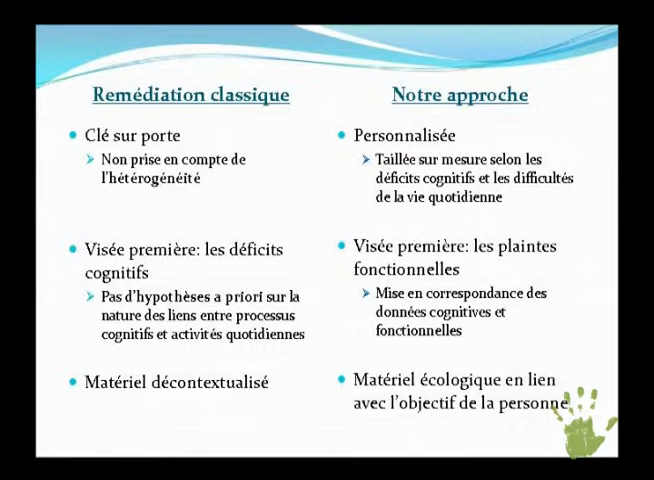 Remédiation classique
Clé sur porte
Non prise en compte de
l'hétérogénéité
Visée première: les déficits
cognitifs
Pas d'hypothèses a priori sur la
nature des liens entre processus
cognitifs et activités quotidiennes
Matériel décontextualisé
Notre approche
Personnalisée
Taillée sur mesure selon les
déficits cognitifs et les difficultés
de la vie quotidienne
Visée première: les plaintes
fonctionnelles
Mise en correspondance des
données cognitives et
fonctionnelles
Matériel écologique en lien
avec l'objectif de la personne